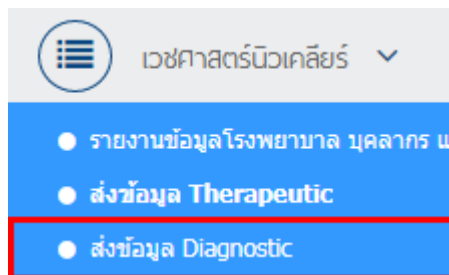 เวชศาสตร์นิวเคลียร์
รายงานข้อมูลโรงพยาบาล บุคลากร แ
ส่งข้อมูล Therapeutic
ส่งข้อมูล Diagnostic